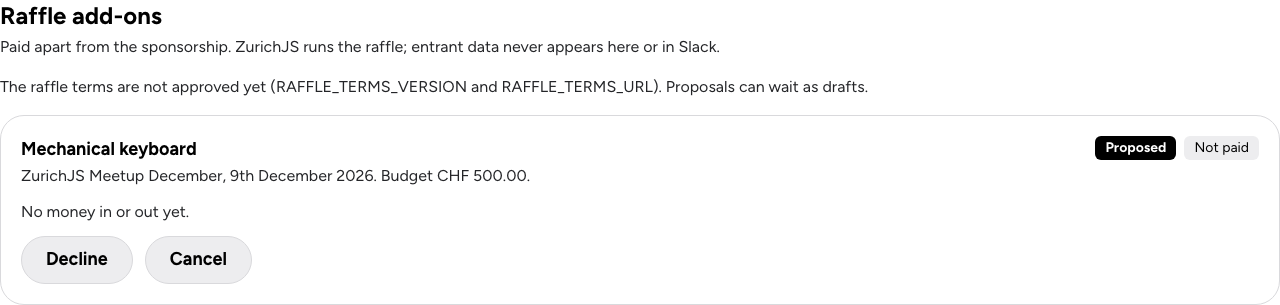 Raffle add-ons
Paid apart from the sponsorship. ZurichJS runs the raffle; entrant data never appears here or in Slack.
The raffle terms are not approved yet (RAFFLE_TERMS_VERSION and RAFFLE_TERMS_URL). Proposals can wait as drafts.
Mechanical keyboard
Proposed
Not paid
ZurichJS Meetup December, 9th December 2026. Budget CHF 500.00.
No money in or out yet.
Decline
Cancel